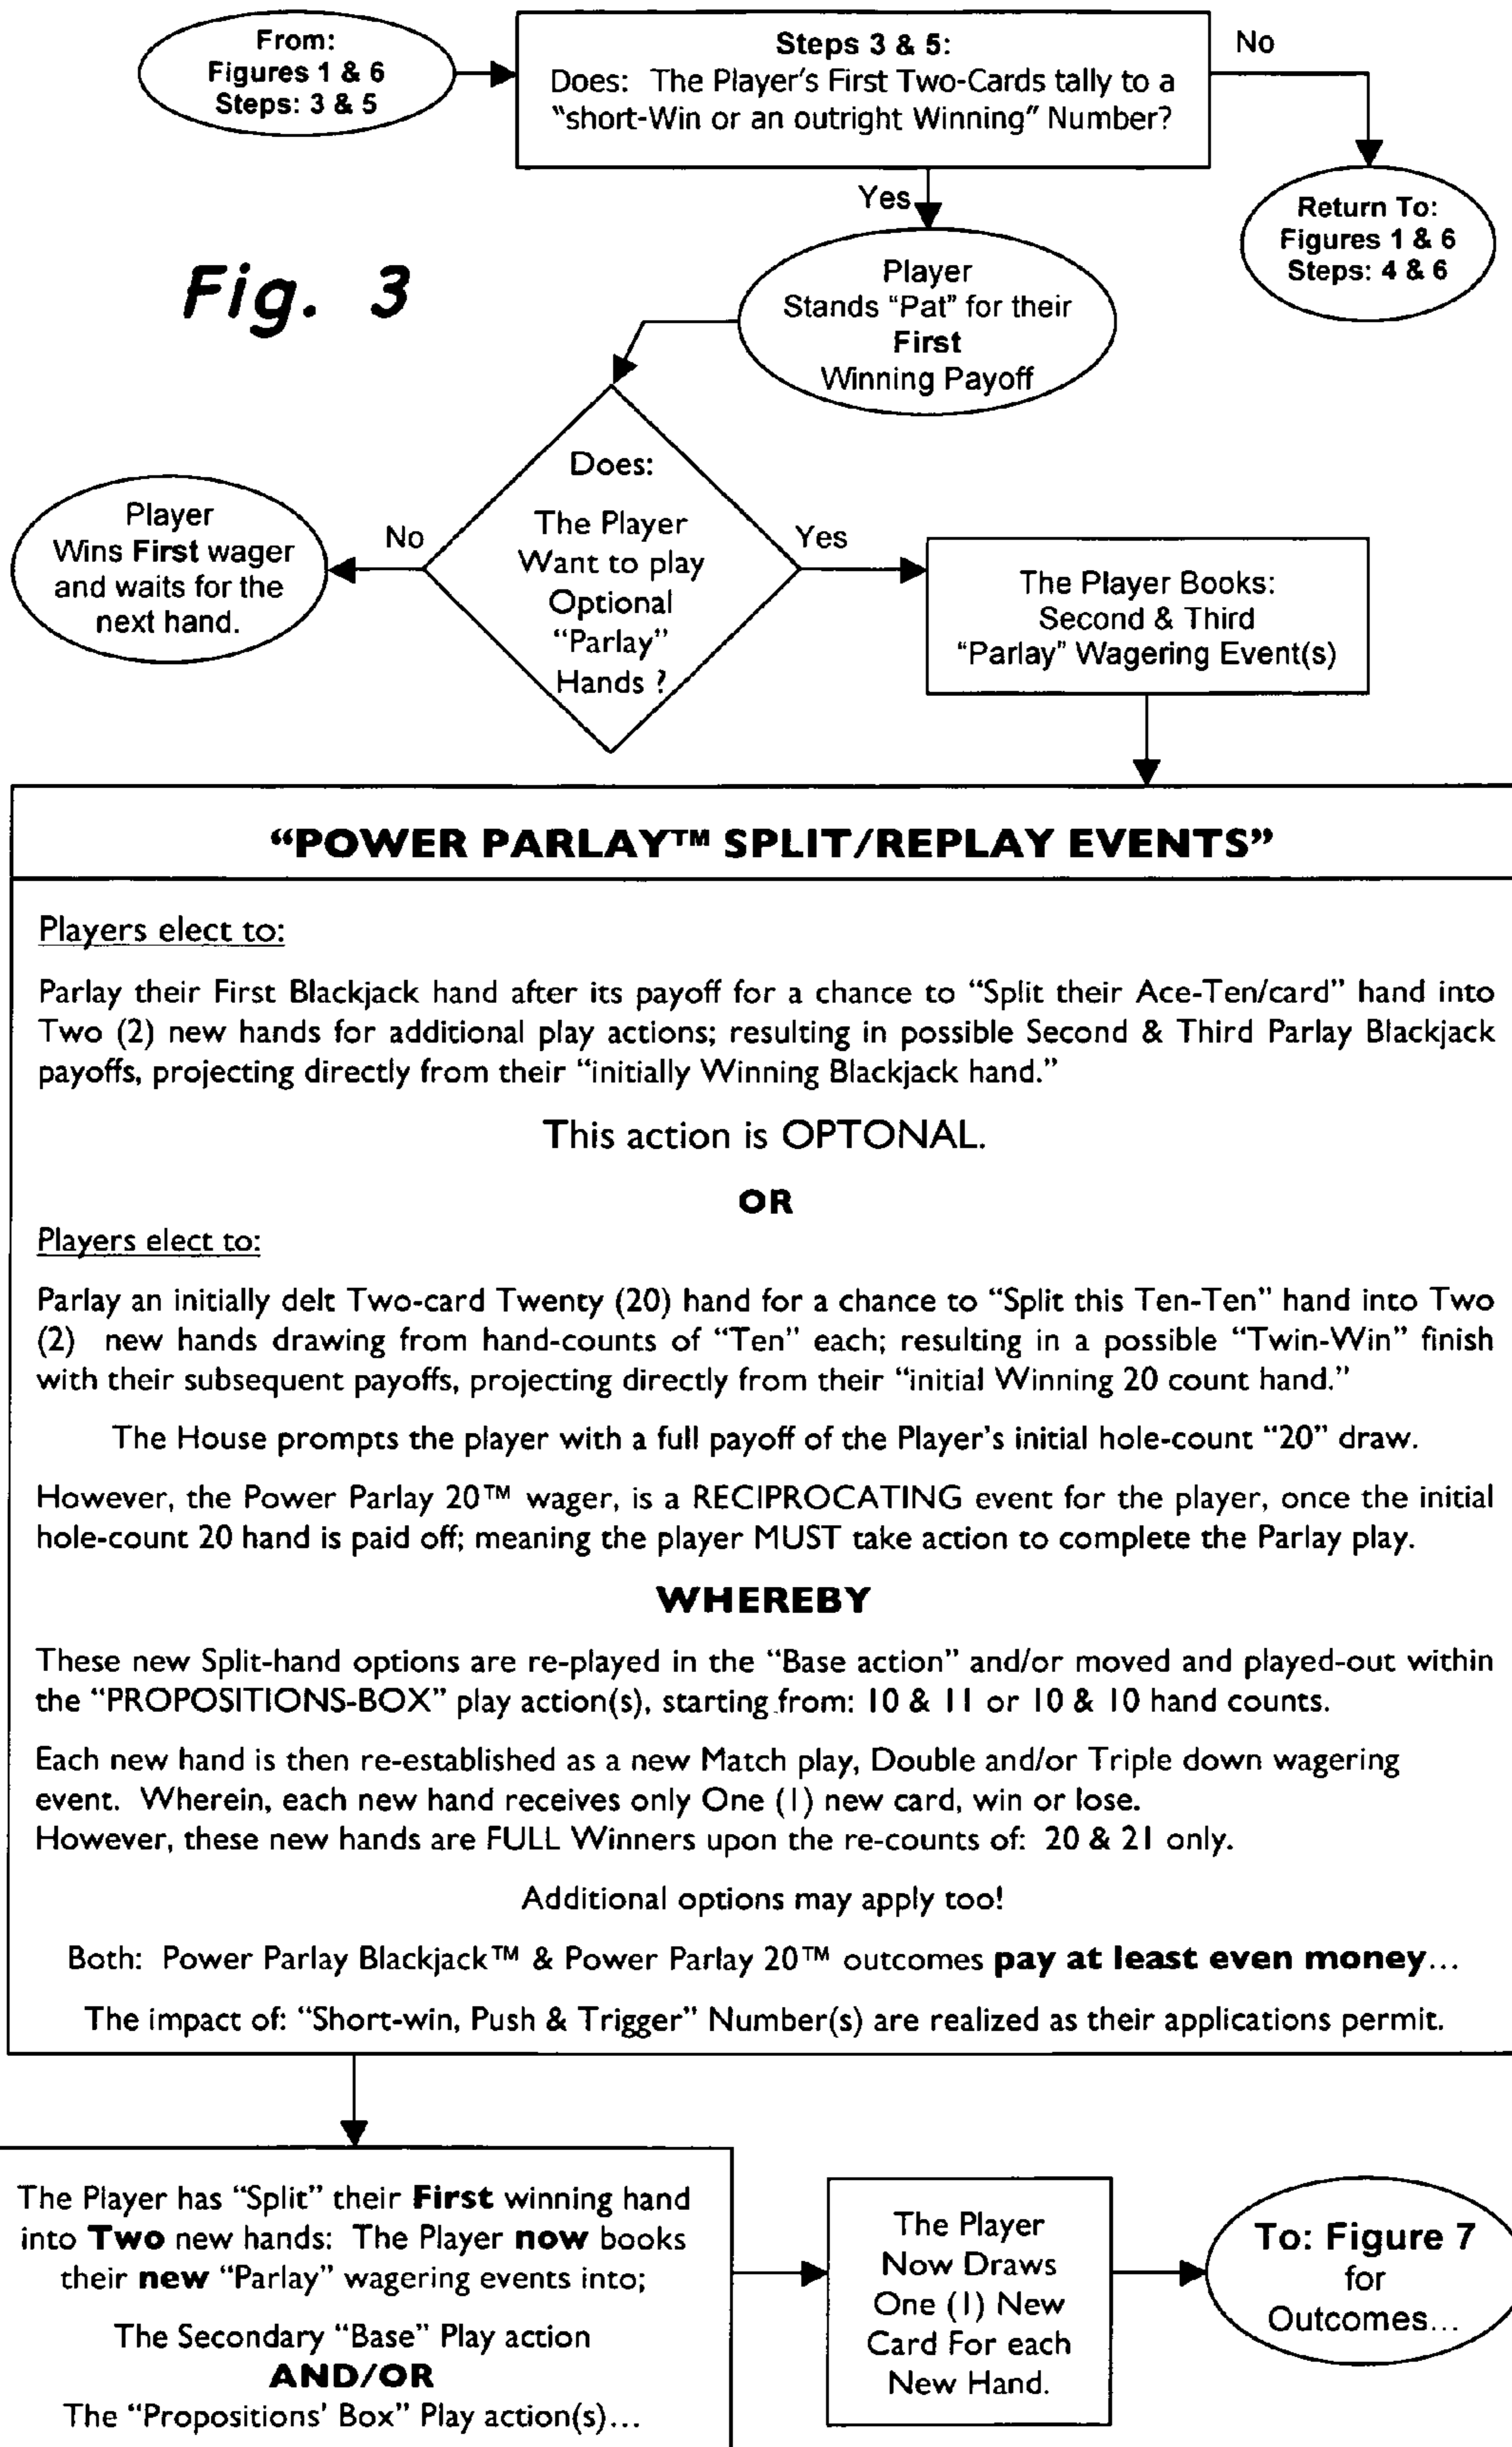 From:
Figures 1 & 6
Steps: 3 & 5
Steps 3 & 5:
Does: The Player's First Two-Cards tally to a
"short-Win or an outright Winning" Number?
No
Return To:
Figures 1 & 6
Steps: 4 & 6
Yes
Player
Stands "Pat" for their
First
Winning Payoff
Fig. 3
Does:
The Player
Want to play
Optional
"Parlay"
Hands ?
No
Player
Wins First wager
and waits for the
next hand.
Yes
The Player Books:
Second & Third
"Parlay" Wagering Event(s)
"POWER PARLAY™ SPLIT/REPLAY EVENTS"
Players elect to:
Parlay their First Blackjack hand after its payoff for a chance to "Split their Ace-Ten/card" hand into
Two (2) new hands for additional play actions; resulting in possible Second & Third Parlay Blackjack
payoffs, projecting directly from their "initially Winning Blackjack hand."
This action is OPTONAL.
OR
Players elect to:
Parlay an initially delt Two-card Twenty (20) hand for a chance to "Split this Ten-Ten" hand into Two
(2) new hands drawing from hand-counts of "Ten" each; resulting in a possible "Twin-Win" finish
with their subsequent payoffs, projecting directly from their "initial Winning 20 count hand."
The House prompts the player with a full payoff of the Player's initial hole-count "20" draw.
However, the Power Parlay 20™ wager, is a RECIPROCATING event for the player, once the initial
hole-count 20 hand is paid off; meaning the player MUST take action to complete the Parlay play.
WHEREBY
These new Split-hand options are re-played in the "Base action" and/or moved and played-out within
the "PROPOSITIONS-BOX" play action(s), starting from: 10 & 11 or 10 & 10 hand counts.
Each new hand is then re-established as a new Match play, Double and/or Triple down wagering
event. Wherein, each new hand receives only One (1) new card, win or lose.
However, these new hands are FULL Winners upon the re-counts of: 20 & 21 only.
Additional options may apply too!
Both: Power Parlay Blackjack™ & Power Parlay 20™ outcomes pay at least even money...
The impact of: "Short-win, Push & Trigger" Number(s) are realized as their applications permit.
The Player has "Split" their First winning hand
into Two new hands: The Player now books
their new "Parlay" wagering events into;
The Secondary "Base" Play action
AND/OR
The "Propositions' Box" Play action(s)...
The Player
Now Draws
One (1) New
Card For each
New Hand.
To: Figure 7
for
Outcomes...